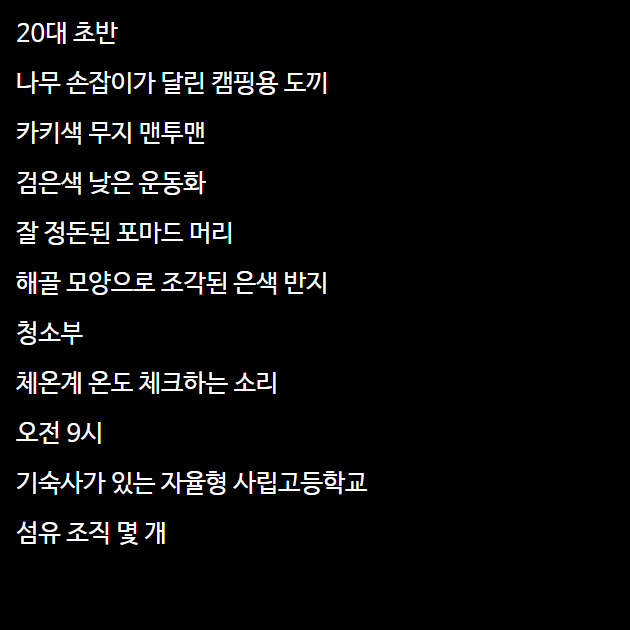 20대 초반
나무 손잡이가 달린 캠핑용 도끼
카키색 무지 맨투맨
검은색 낮은 운동화
잘 정돈된 포마드 머리
해골 모양으로 조각된 은색 반지
청소부
체온계 온도 체크하는 소리
오전 9시
기숙사가 있는 자율형 사립고등학교
섬유 조직 몇 개